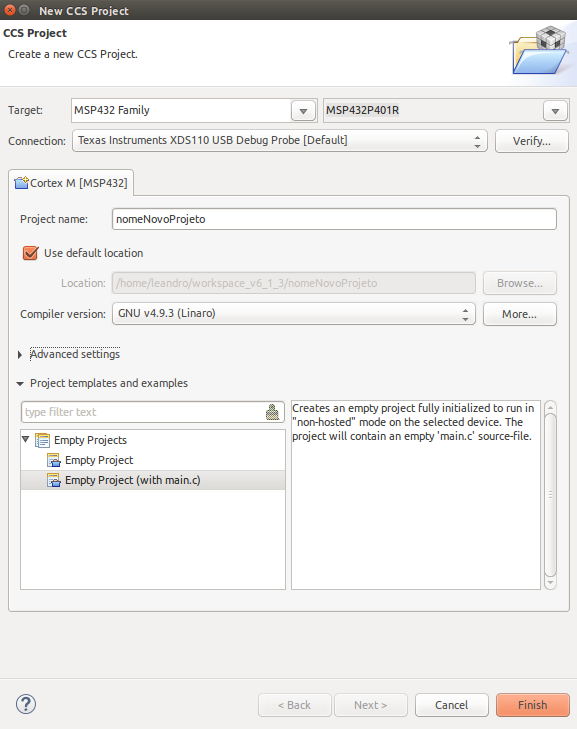 New CCS Project
CCS Project
Create a new CCS Project.
Target: MSP432 Family MSP432P401R
Connection: Texas Instruments XDS110 USB Debug Probe [Default] Verify...
Cortex M [MSP432]
Project name: nomeNovoProjeto
Use default location
Location: /home/leandro/workspace_v6_1_3/nomeNovoProjeto Browse...
Compiler version: GNU v4.9.3 (Linaro) More...
Advanced settings
Project templates and examples
type filter text
Empty Projects
Empty Project
Empty Project (with main.c)
Creates an empty project fully initialized to run in
"non-hosted" mode on the selected device. The
project will contain an empty 'main.c' source-file.
? < Back Next > Cancel Finish